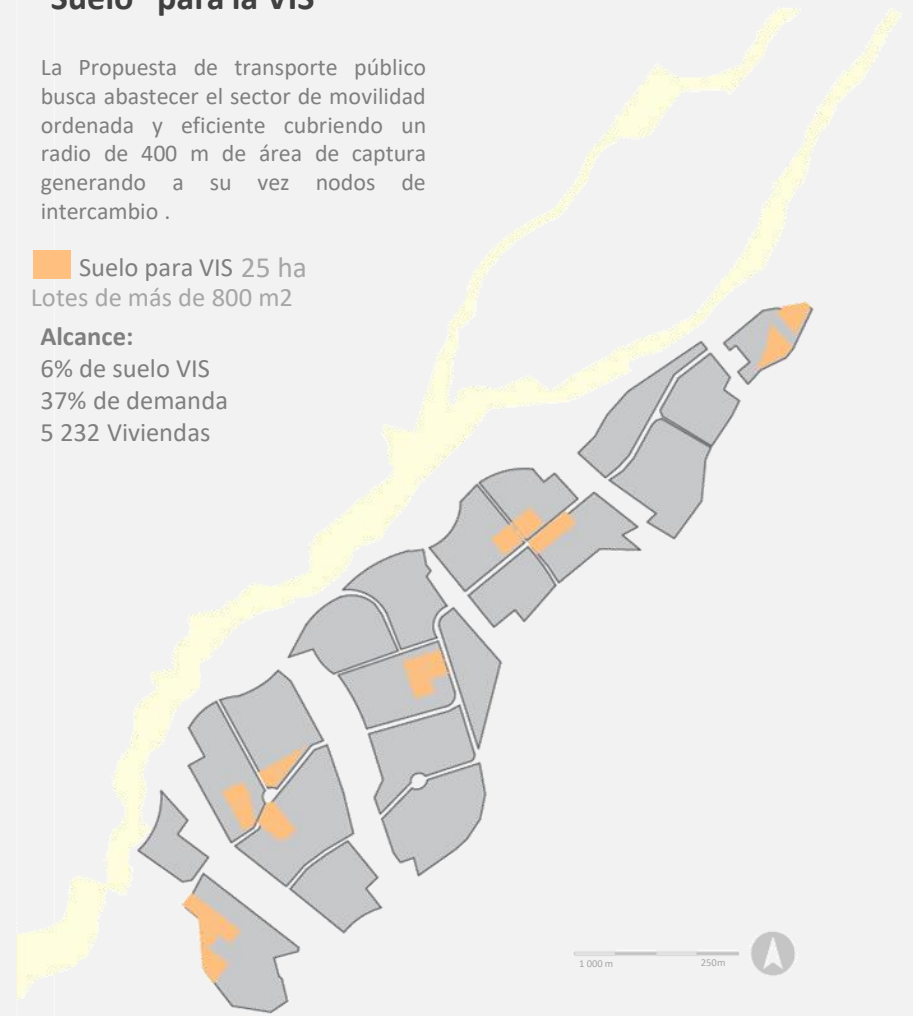 Suelo para la VIS
La Propuesta de transporte público
busca abastecer el sector de movilidad
ordenada y eficiente cubriendo un
radio de 400 m de área de captura
generando a su vez nodos de
intercambio .
Suelo para VIS 25 ha
Lotes de más de 800 m2
Alcance:
6% de suelo VIS
37% de demanda
5 232 Viviendas
1 000 m 250m